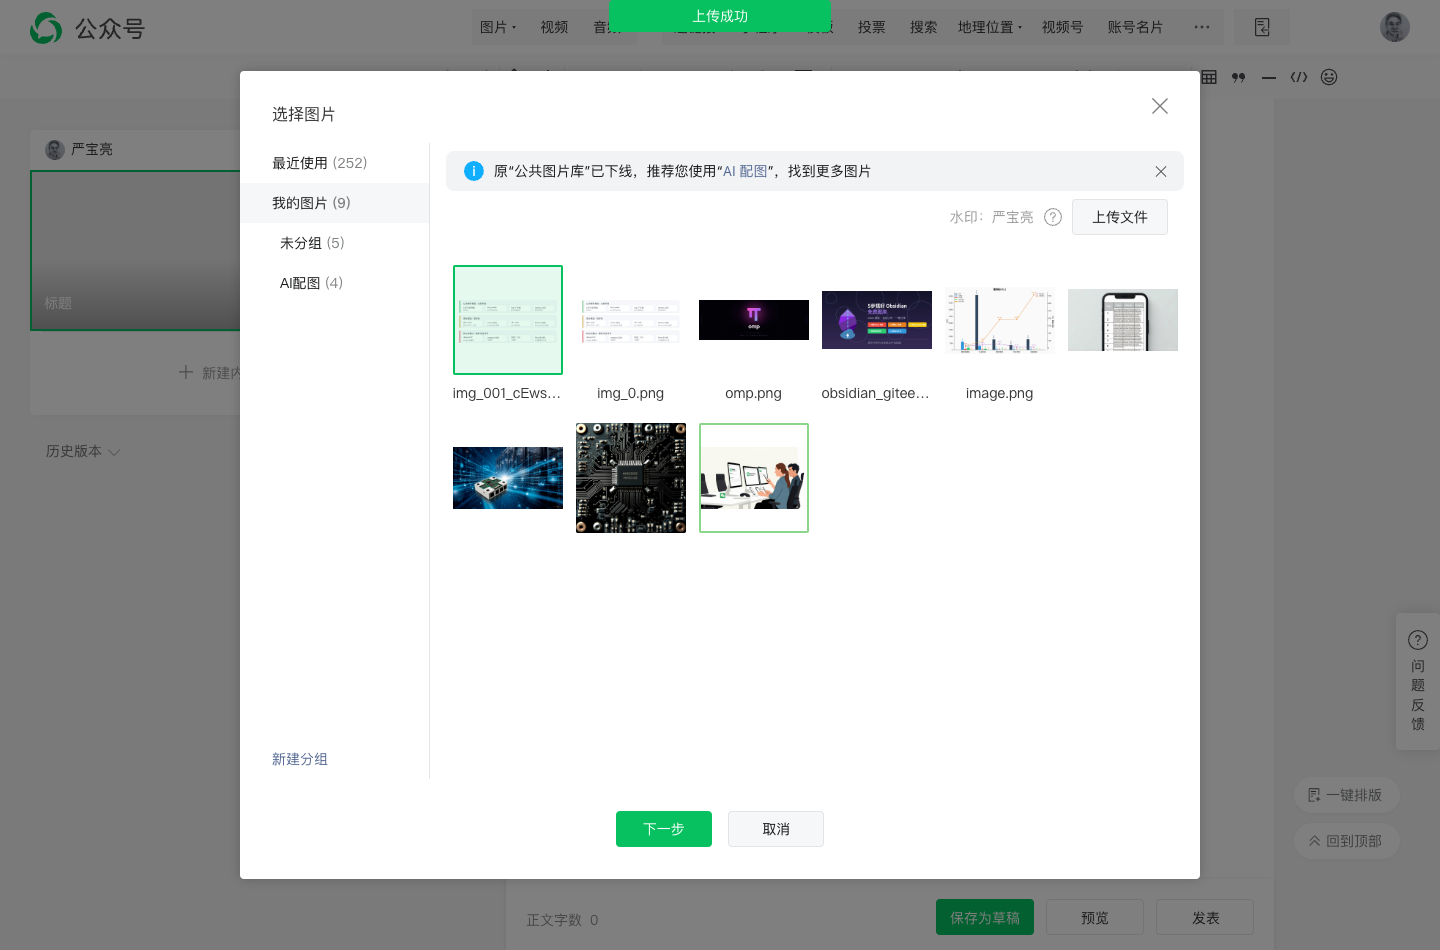 公众号
图片
视频
上传成功
投票
搜索
地理位置
视频号
账号名片
选择图片
严宝亮
最近使用 (252)
我的图片 (9)
未分组 (5)
AI配图 (4)
原“公共图片库”已下线，推荐您使用“AI 配图”，找到更多图片
水印：严宝亮
上传文件
标题
omp
5步搭好 Obsidian
img_001_cEws...
img_0.png
omp.png
obsidian_gitee...
image.png
新建内
历史版本
问题反馈
新建分组
一键排版
下一步
取消
回到顶部
正文字数 0
保存为草稿
预览
发表